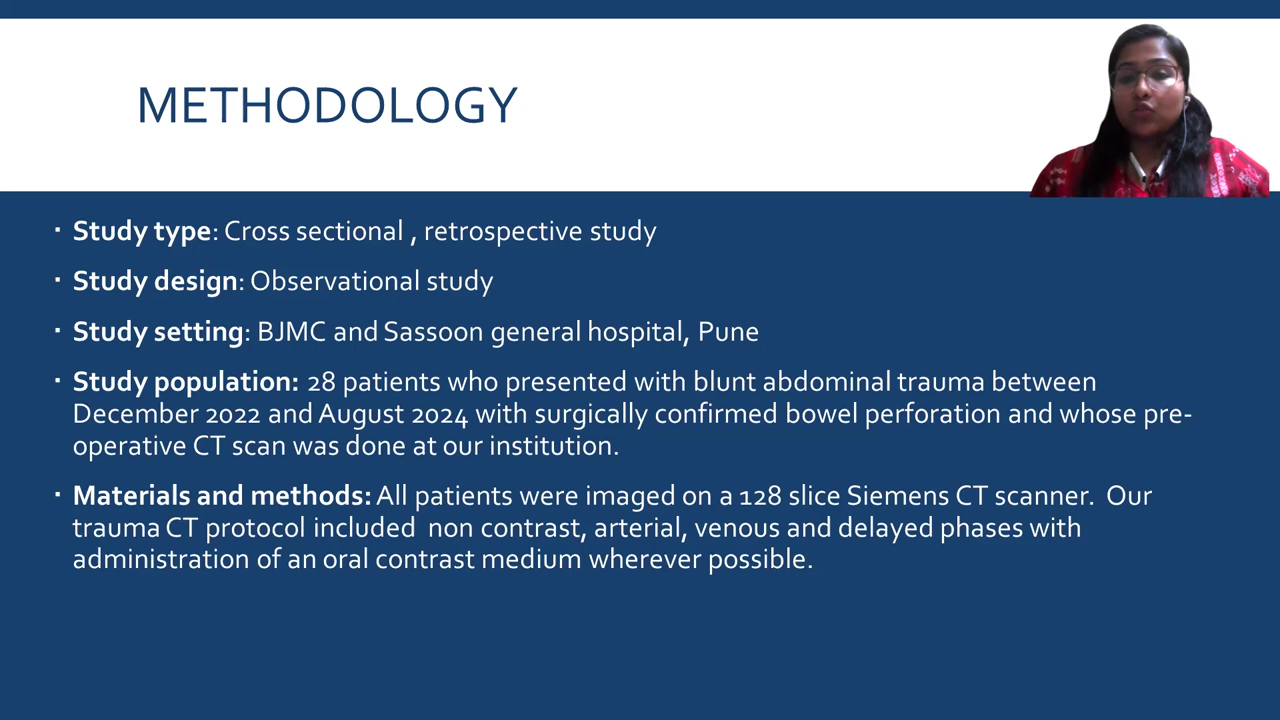 METHODOLOGY
▪ Study type: Cross sectional , retrospective study
▪ Study design: Observational study
▪ Study setting: BJMC and Sassoon general hospital, Pune
▪ Study population: 28 patients who presented with blunt abdominal trauma between
December 2022 and August 2024 with surgically confirmed bowel perforation and whose pre-
operative CT scan was done at our institution.
▪ Materials and methods: All patients were imaged on a 128 slice Siemens CT scanner.  Our
trauma CT protocol included  non contrast, arterial, venous and delayed phases with
administration of an oral contrast medium wherever possible.